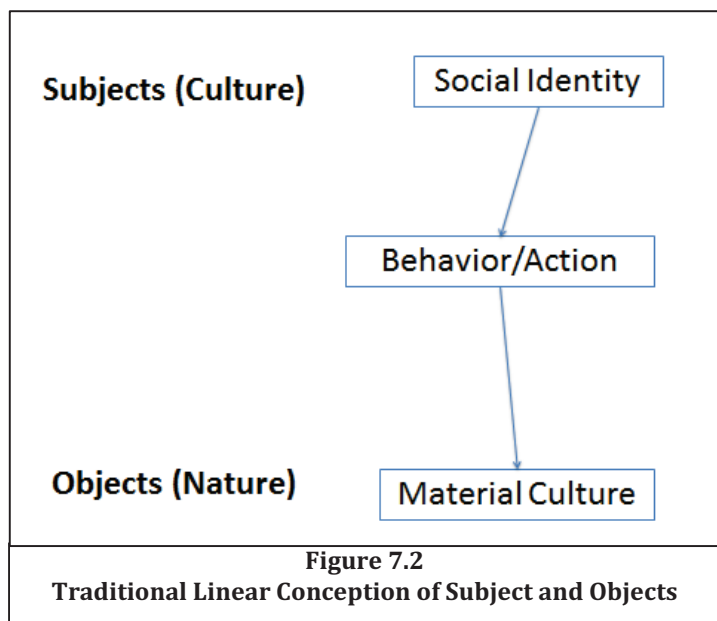 Subjects (Culture)
Social Identity
Behavior/Action
Objects (Nature)
Material Culture
Figure 7.2
Traditional Linear Conception of Subject and Objects